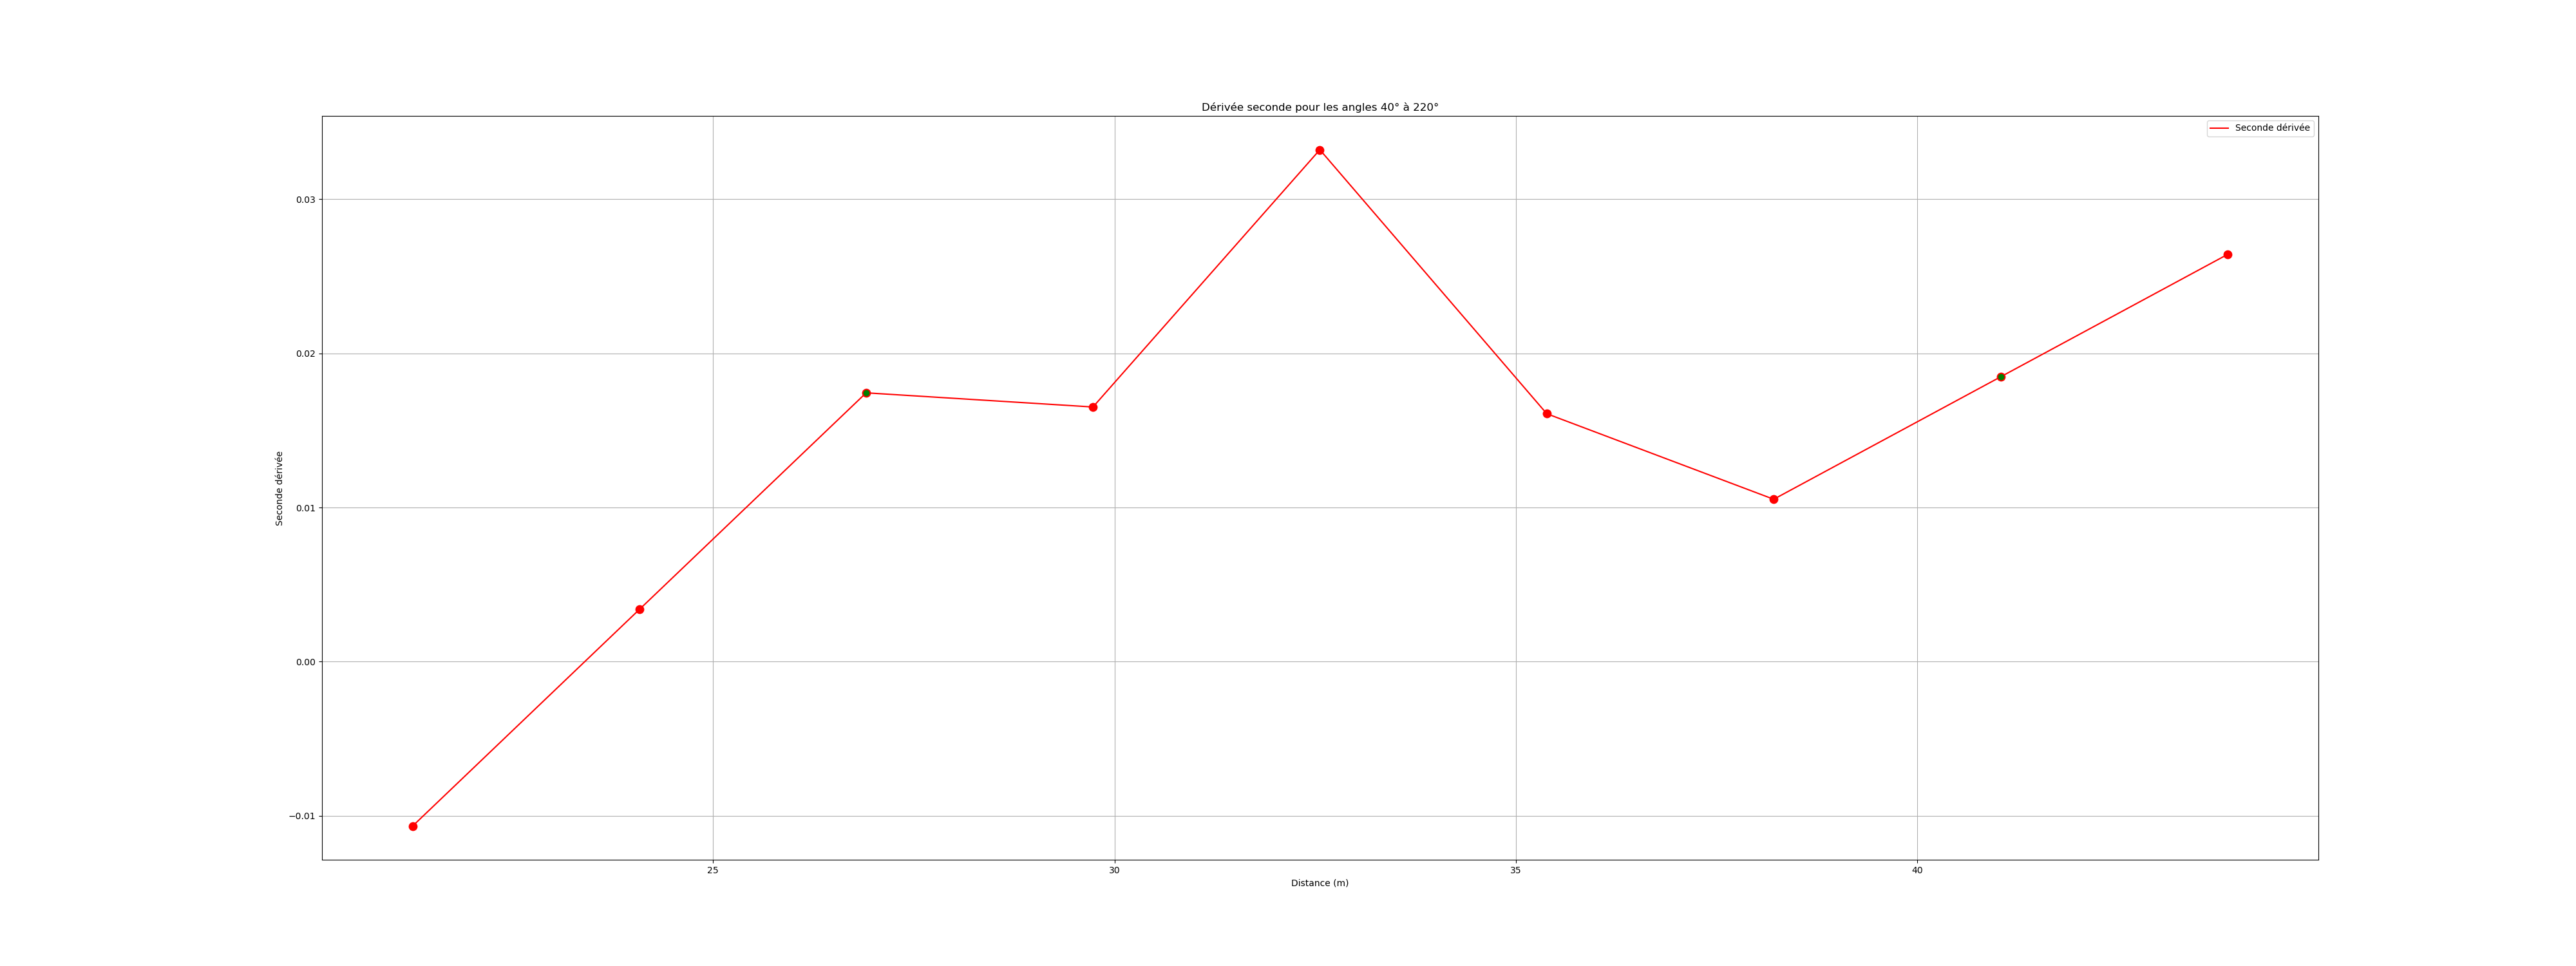 Dérivée seconde pour les angles 40° à 220°
Seconde dérivée
0.03
0.02
0.01
0.00
−0.01
Seconde dérivée
25
30
35
40
Distance (m)